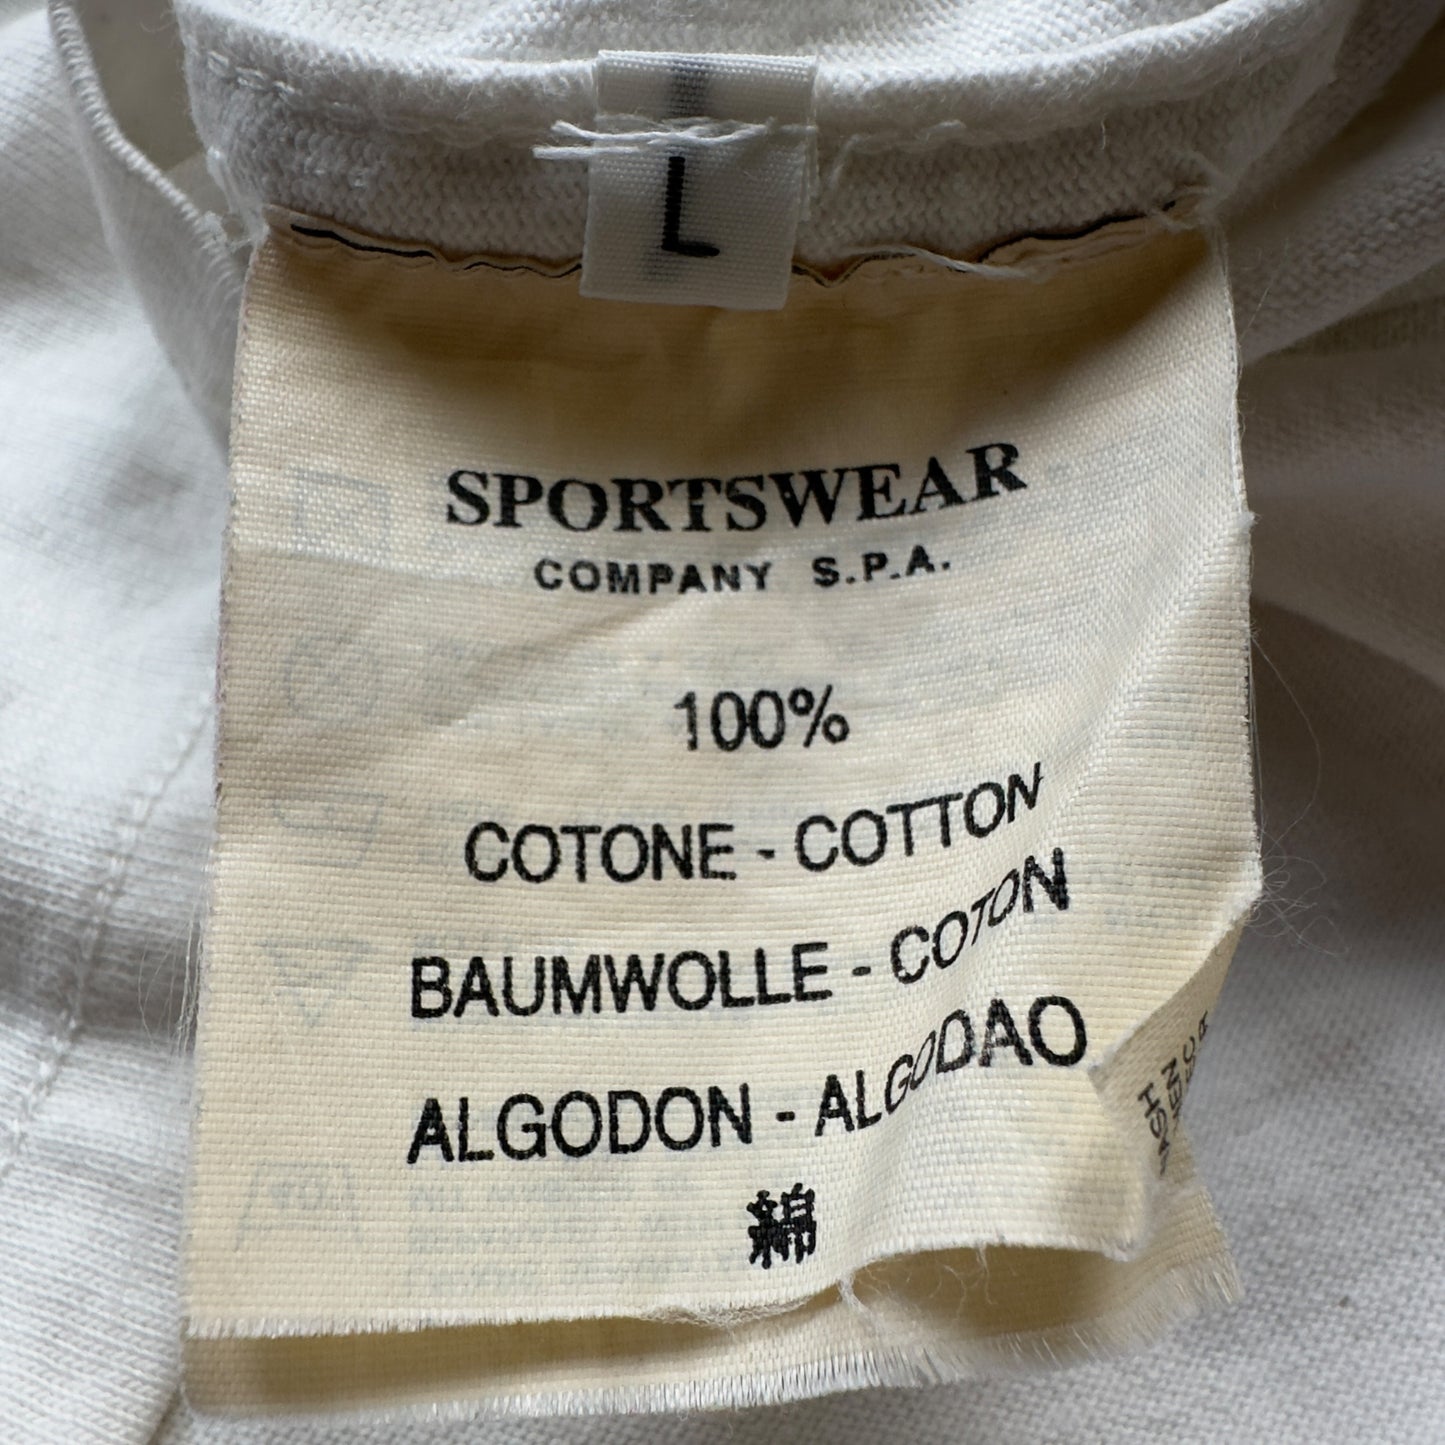 L
SPORTSWEAR
COMPANY S.P.A.
100%
COTONE - COTTON
BAUMWOLLE - COTON
ALGODON - ALGODAO
綿